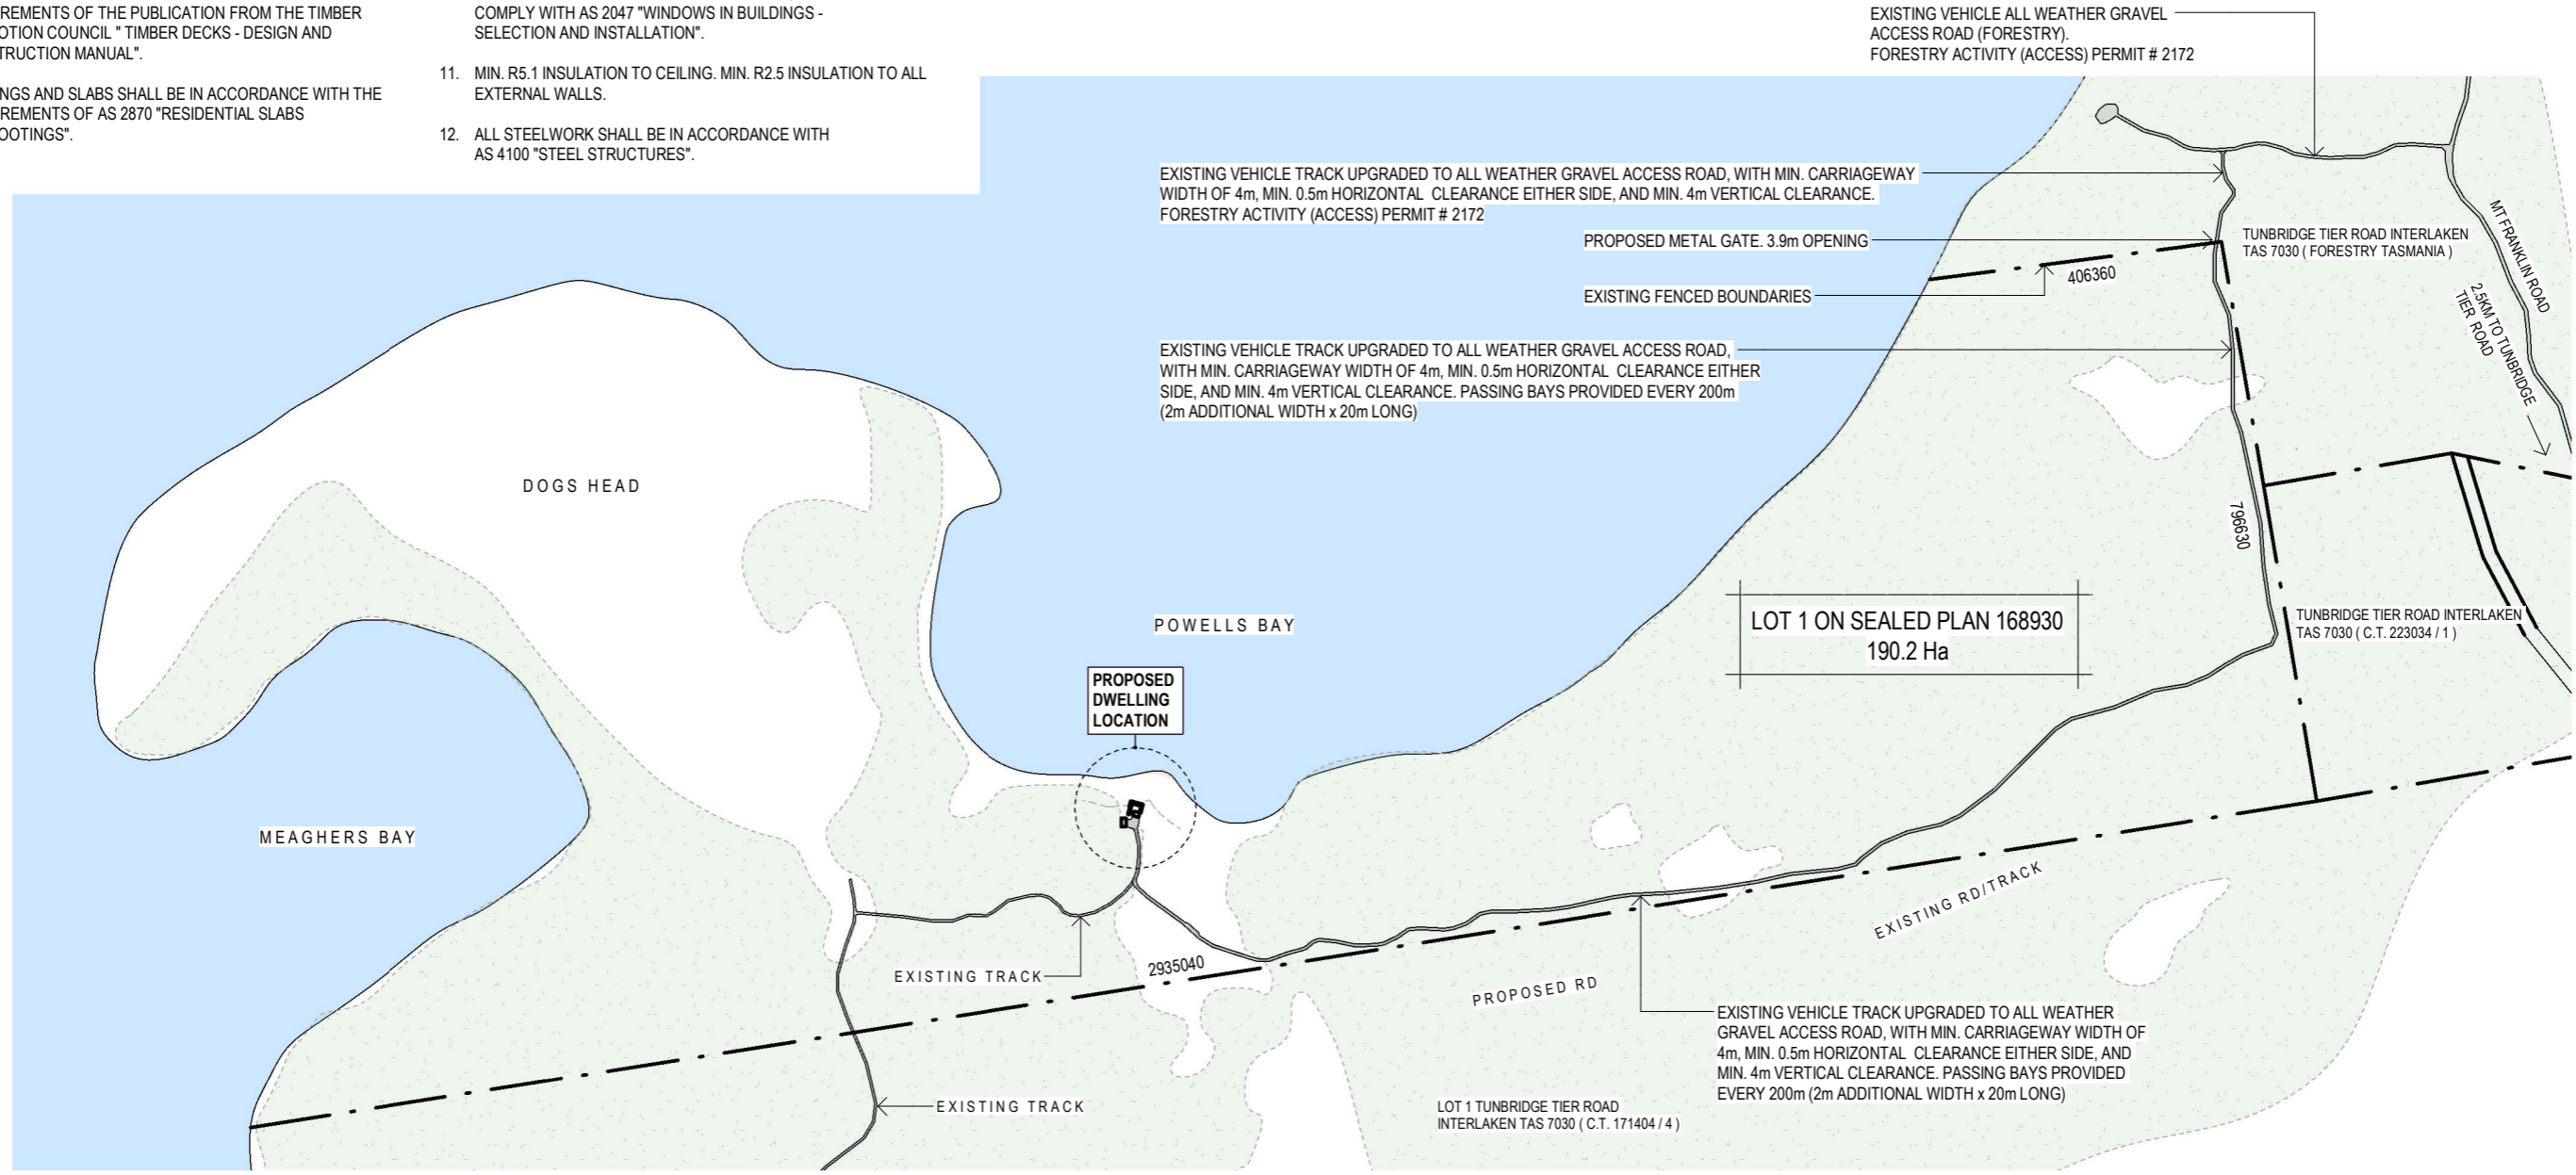 REMENTS OF THE PUBLICATION FROM THE TIMBER
OTION COUNCIL " TIMBER DECKS - DESIGN AND
TRUCTION MANUAL".
NGS AND SLABS SHALL BE IN ACCORDANCE WITH THE
REMENTS OF AS 2870 "RESIDENTIAL SLABS
OOTINGS".
COMPLY WITH AS 2047 "WINDOWS IN BUILDINGS -
SELECTION AND INSTALLATION".
11. MIN. R5.1 INSULATION TO CEILING. MIN. R2.5 INSULATION TO ALL
EXTERNAL WALLS.
12. ALL STEELWORK SHALL BE IN ACCORDANCE WITH
AS 4100 "STEEL STRUCTURES".
EXISTING VEHICLE ALL WEATHER GRAVEL
ACCESS ROAD (FORESTRY).
FORESTRY ACTIVITY (ACCESS) PERMIT # 2172
EXISTING VEHICLE TRACK UPGRADED TO ALL WEATHER GRAVEL ACCESS ROAD, WITH MIN. CARRIAGEWAY
WIDTH OF 4m, MIN. 0.5m HORIZONTAL CLEARANCE EITHER SIDE, AND MIN. 4m VERTICAL CLEARANCE.
FORESTRY ACTIVITY (ACCESS) PERMIT # 2172
PROPOSED METAL GATE. 3.9m OPENING
TUNBRIDGE TIER ROAD INTERLAKEN
TAS 7030 ( FORESTRY TASMANIA )
MT FRANKLIN ROAD
406360
EXISTING FENCED BOUNDARIES
2.5KM TO TUNBRIDGE
TIER ROAD
EXISTING VEHICLE TRACK UPGRADED TO ALL WEATHER GRAVEL ACCESS ROAD,
WITH MIN. CARRIAGEWAY WIDTH OF 4m, MIN. 0.5m HORIZONTAL CLEARANCE EITHER
SIDE, AND MIN. 4m VERTICAL CLEARANCE. PASSING BAYS PROVIDED EVERY 200m
(2m ADDITIONAL WIDTH x 20m LONG)
DOGS HEAD
796630
POWELLS BAY
LOT 1 ON SEALED PLAN 168930
190.2 Ha
TUNBRIDGE TIER ROAD INTERLAKEN
TAS 7030 ( C.T. 223034 / 1 )
PROPOSED
DWELLING
LOCATION
MEAGHERS BAY
EXISTING RD/TRACK
EXISTING TRACK
2935040
PROPOSED RD
EXISTING VEHICLE TRACK UPGRADED TO ALL WEATHER
GRAVEL ACCESS ROAD, WITH MIN. CARRIAGEWAY WIDTH OF
4m, MIN. 0.5m HORIZONTAL CLEARANCE EITHER SIDE, AND
MIN. 4m VERTICAL CLEARANCE. PASSING BAYS PROVIDED
EVERY 200m (2m ADDITIONAL WIDTH x 20m LONG)
EXISTING TRACK
LOT 1 TUNBRIDGE TIER ROAD
INTERLAKEN TAS 7030 ( C.T. 171404 / 4 )